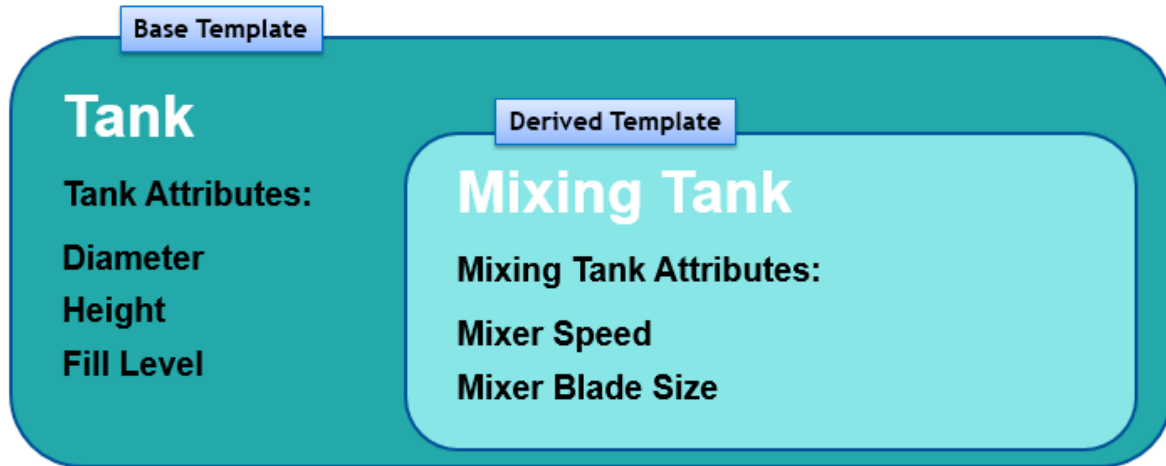 Base Template
Tank
Tank Attributes:
Diameter
Height
Fill Level
Derived Template
Mixing Tank
Mixing Tank Attributes:
Mixer Speed
Mixer Blade Size